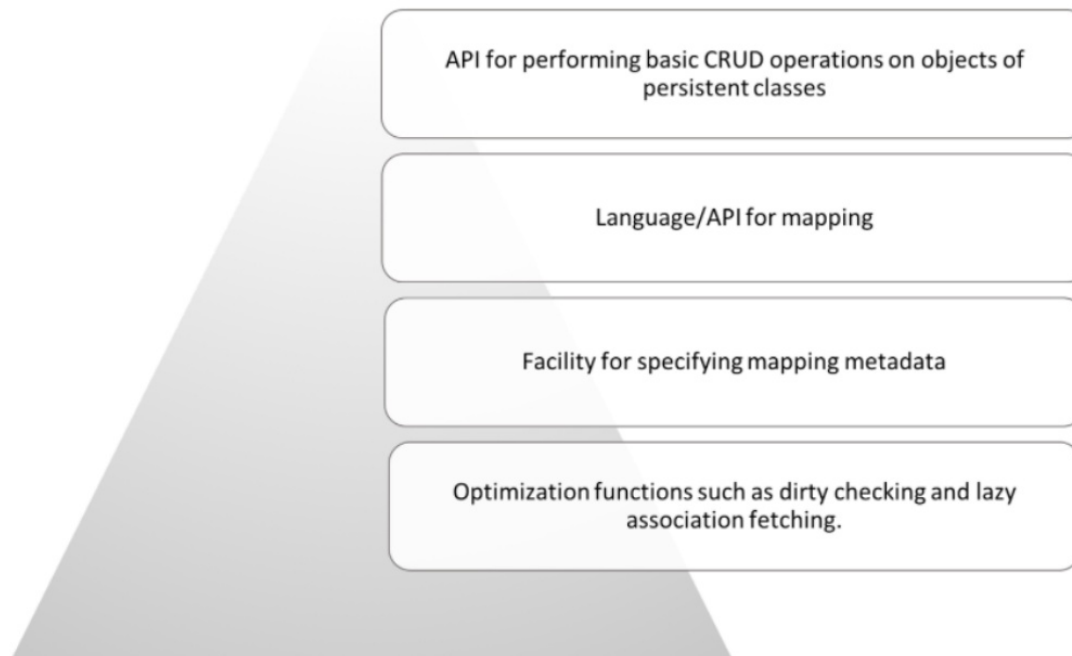 API for performing basic CRUD operations on objects of
persistent classes
Language/API for mapping
Facility for specifying mapping metadata
Optimization functions such as dirty checking and lazy
association fetching.